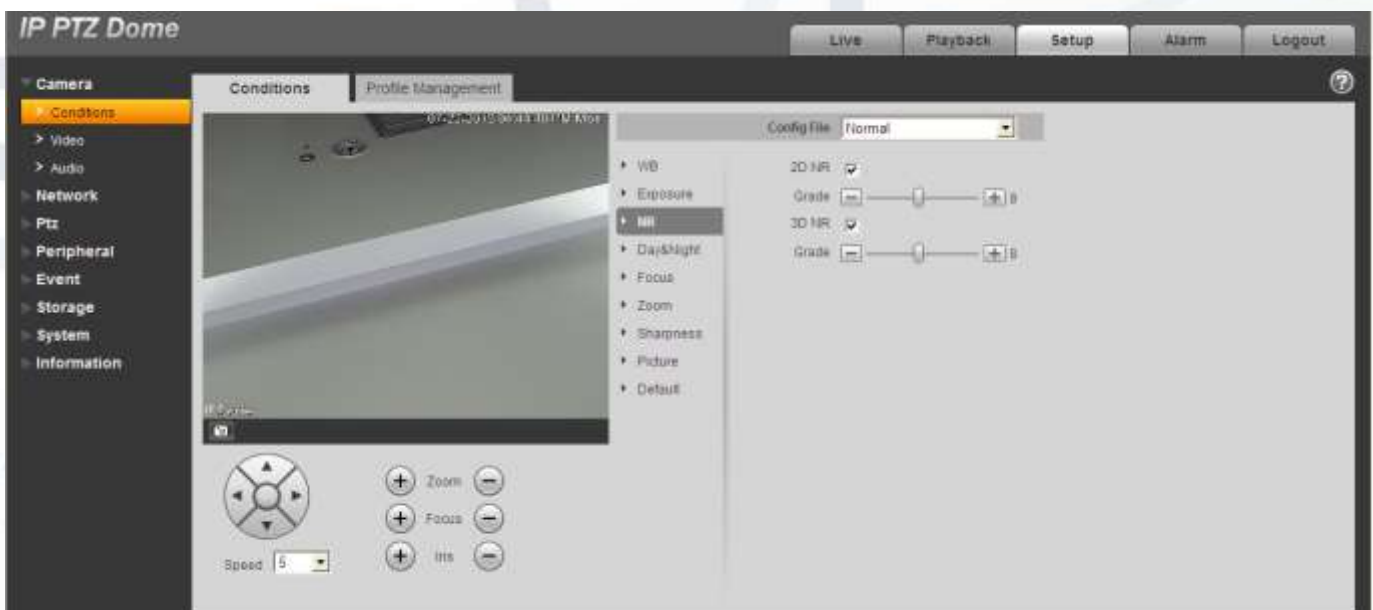 IP PTZ Dome
Live
Playback
Setup
Alarm
Logout
Camera
Conditions
Video
Audio
Network
Ptz
Peripheral
Event
Storage
System
Information
Conditions
Profile Management
Config File Normal
WB
Exposure
NR
Day&Night
Focus
Zoom
Sharpness
Picture
Default
2D NR
Grade 8
3D NR
Grade 8
Zoom
Focus
Iris
Speed 5